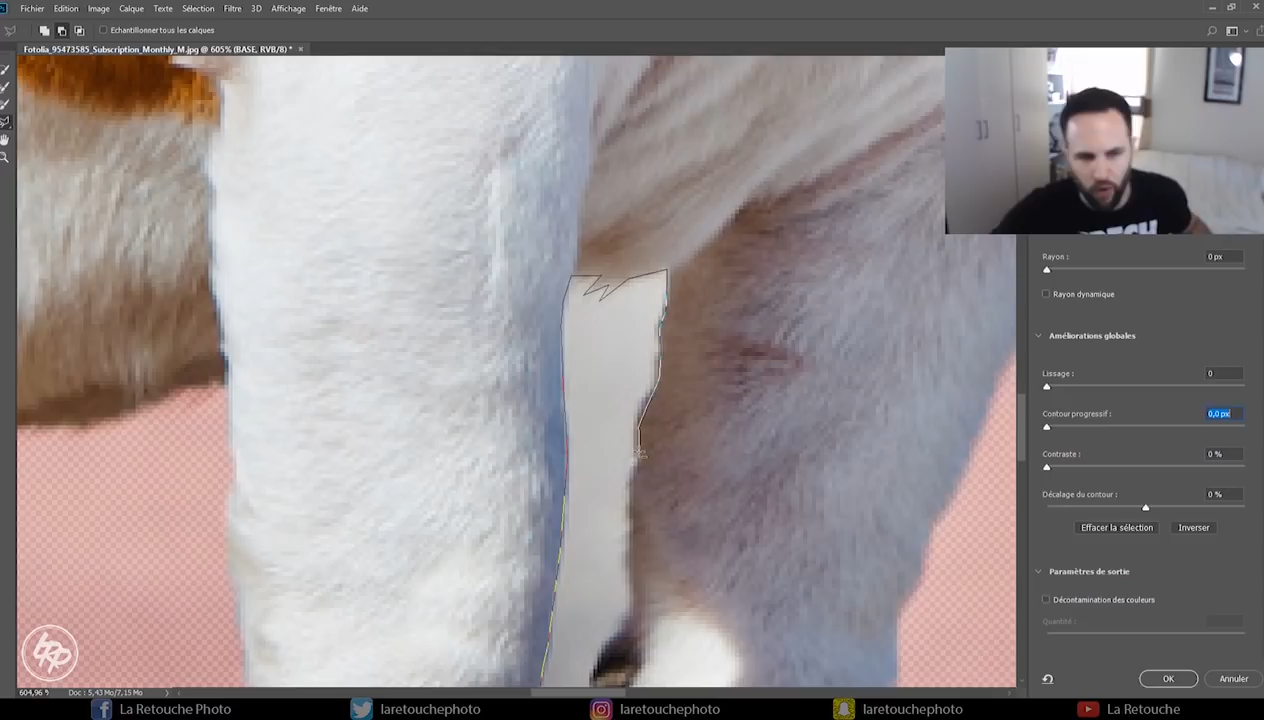 Fichier Edition Image Calque Texte Sélection Filtre 3D Affichage Fenêtre Aide
Echantillonner tous les calques
Fotolia_95473585_Subscription_Monthly_M.jpg @ 605% (BASE, RVB/8) *
Rayon : 0 px
Rayon dynamique
Améliorations globales
Lissage : 0
Contour progressif : 0,0 px
Contraste : 0 %
Décalage du contour : 0 %
Effacer la sélection Inverser
Paramètres de sortie
Décontamination des couleurs
Quantité :
OK Annuler
LRP
604,96 % Doc : 5,43 Mo/7,15 Mo
La Retouche Photo laretouchephoto laretouchephoto laretouchephoto La Retouche